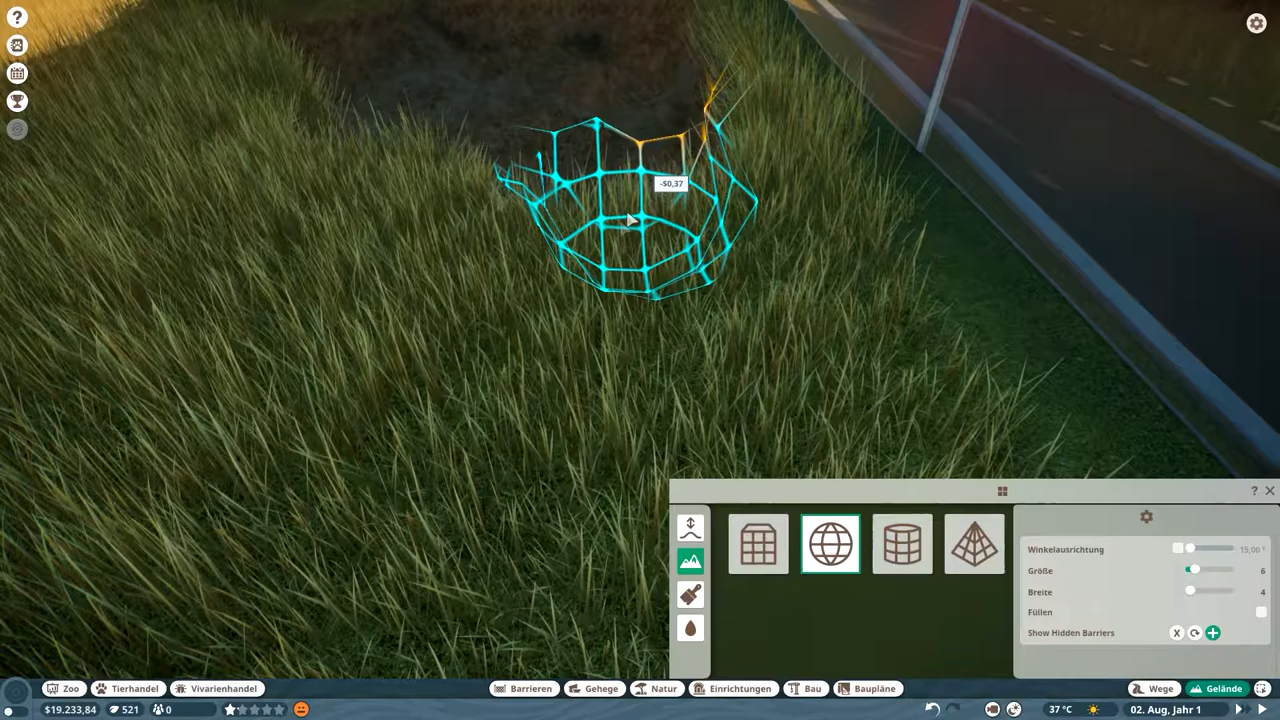 -$0,37
?
Winkelausrichtung
15,00 °
Größe
6
Breite
4
Füllen
Show Hidden Barriers
X
Zoo
Tierhandel
Vivarienhandel
Barrieren
Gehege
Natur
Einrichtungen
Bau
Baupläne
Wege
Gelände
$19.233,84
521
0
37 °C
02. Aug, Jahr 1